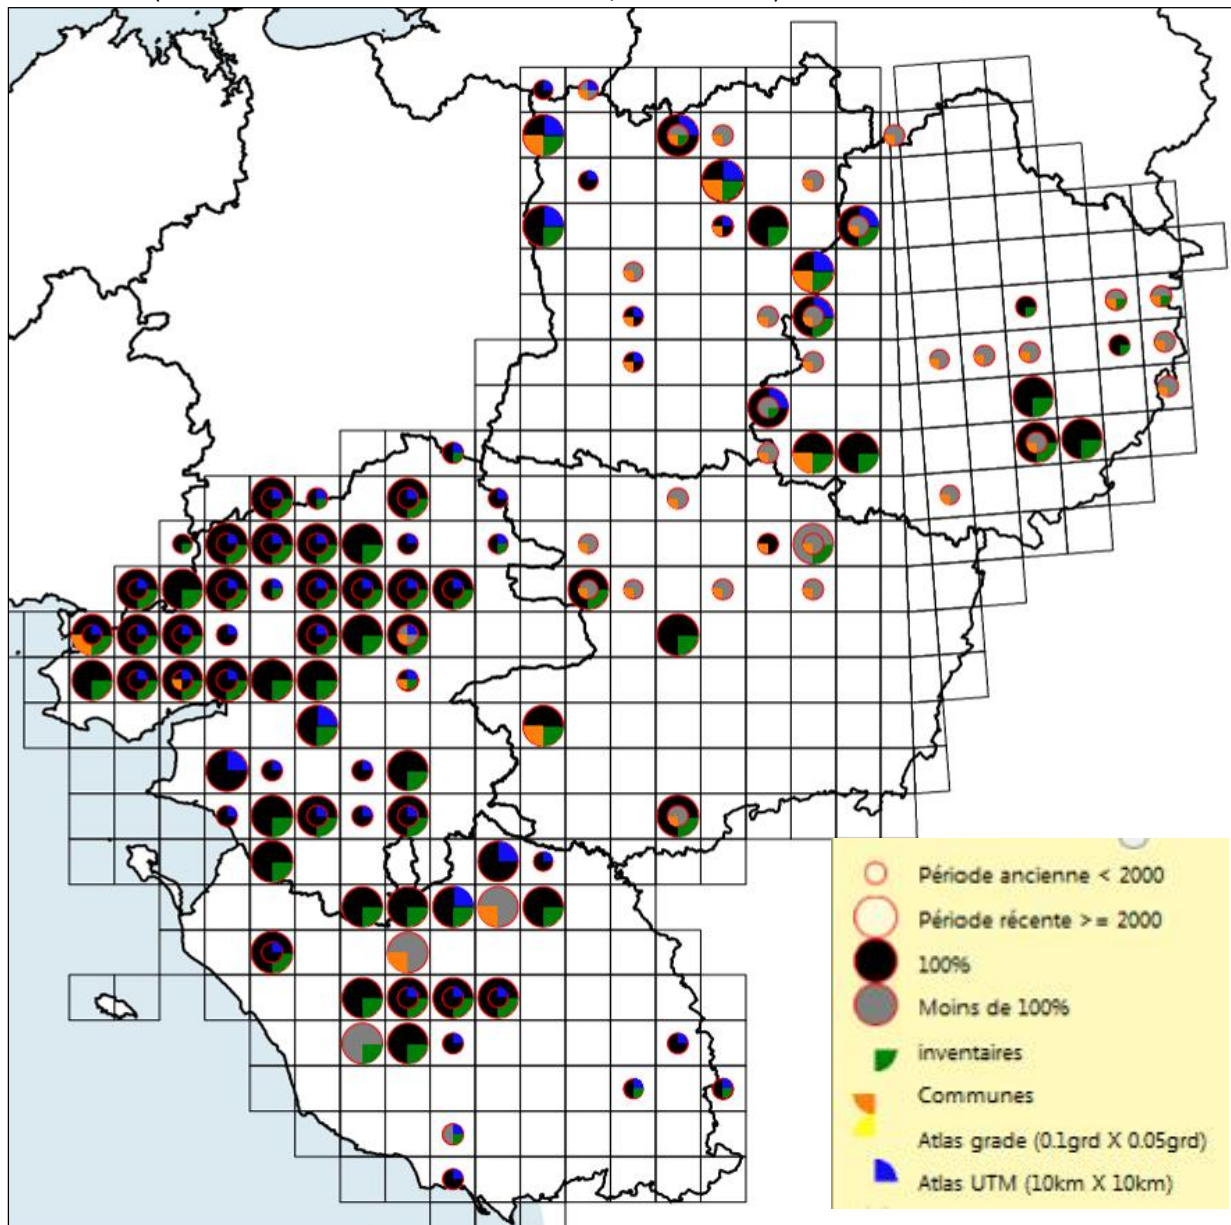 Période ancienne < 2000
Période récente >= 2000
100%
Moins de 100%
inventaires
Communes
Atlas grade (0.1grd X 0.05grd)
Atlas UTM (10km X 10km)